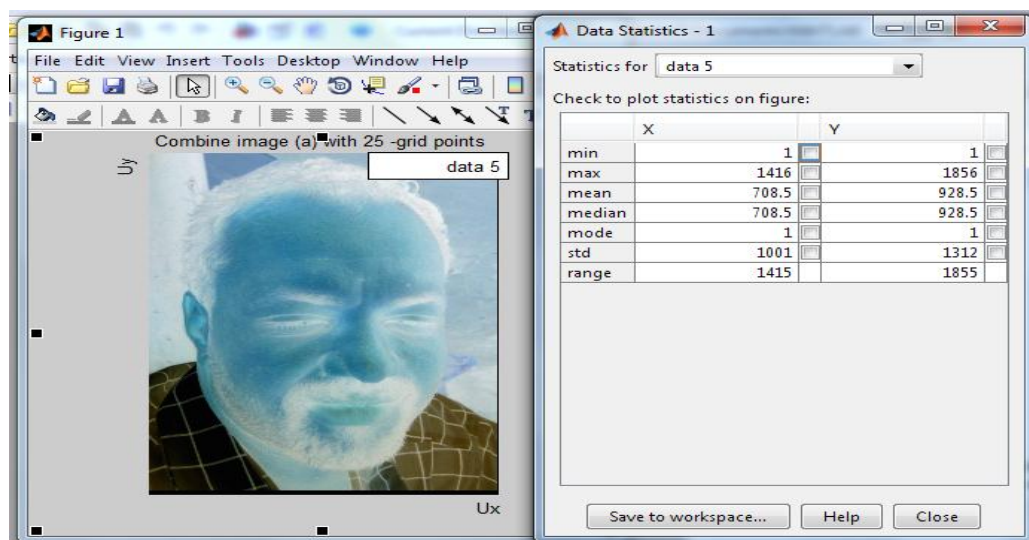 Figure 1
File Edit View Insert Tools Desktop Window Help
B I
Combine image (a) with 25 -grid points
data 5
Uy
Ux
Data Statistics - 1
Statistics for data 5
Check to plot statistics on figure:
X Y
min 1 1
max 1416 1856
mean 708.5 928.5
median 708.5 928.5
mode 1 1
std 1001 1312
range 1415 1855
Save to workspace... Help Close